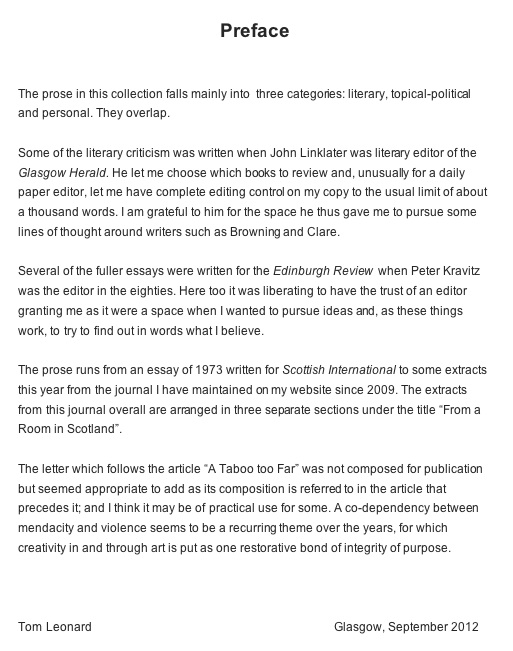 Preface
The prose in this collection falls mainly into three categories: literary, topical-political
and personal. They overlap.
Some of the literary criticism was written when John Linklater was literary editor of the
Glasgow Herald. He let me choose which books to review and, unusually for a daily
paper editor, let me have complete editing control on my copy to the usual limit of about
a thousand words. I am grateful to him for the space he thus gave me to pursue some
lines of thought around writers such as Browning and Clare.
Several of the fuller essays were written for the Edinburgh Review when Peter Kravitz
was the editor in the eighties. Here too it was liberating to have the trust of an editor
granting me as it were a space when I wanted to pursue ideas and, as these things
work, to try to find out in words what I believe.
The prose runs from an essay of 1973 written for Scottish International to some extracts
this year from the journal I have maintained on my website since 2009. The extracts
from this journal overall are arranged in three separate sections under the title “From a
Room in Scotland”.
The letter which follows the article “A Taboo too Far” was not composed for publication
but seemed appropriate to add as its composition is referred to in the article that
precedes it; and I think it may be of practical use for some. A co-dependency between
mendacity and violence seems to be a recurring theme over the years, for which
creativity in and through art is put as one restorative bond of integrity of purpose.
Tom Leonard Glasgow, September 2012